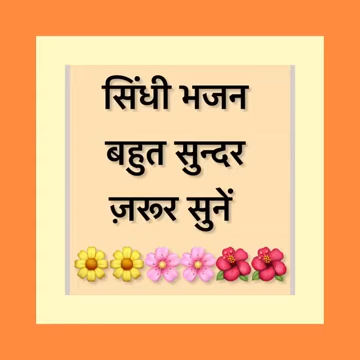 सिंधी भजन
बहुत सुन्दर
ज़रूर सुनें